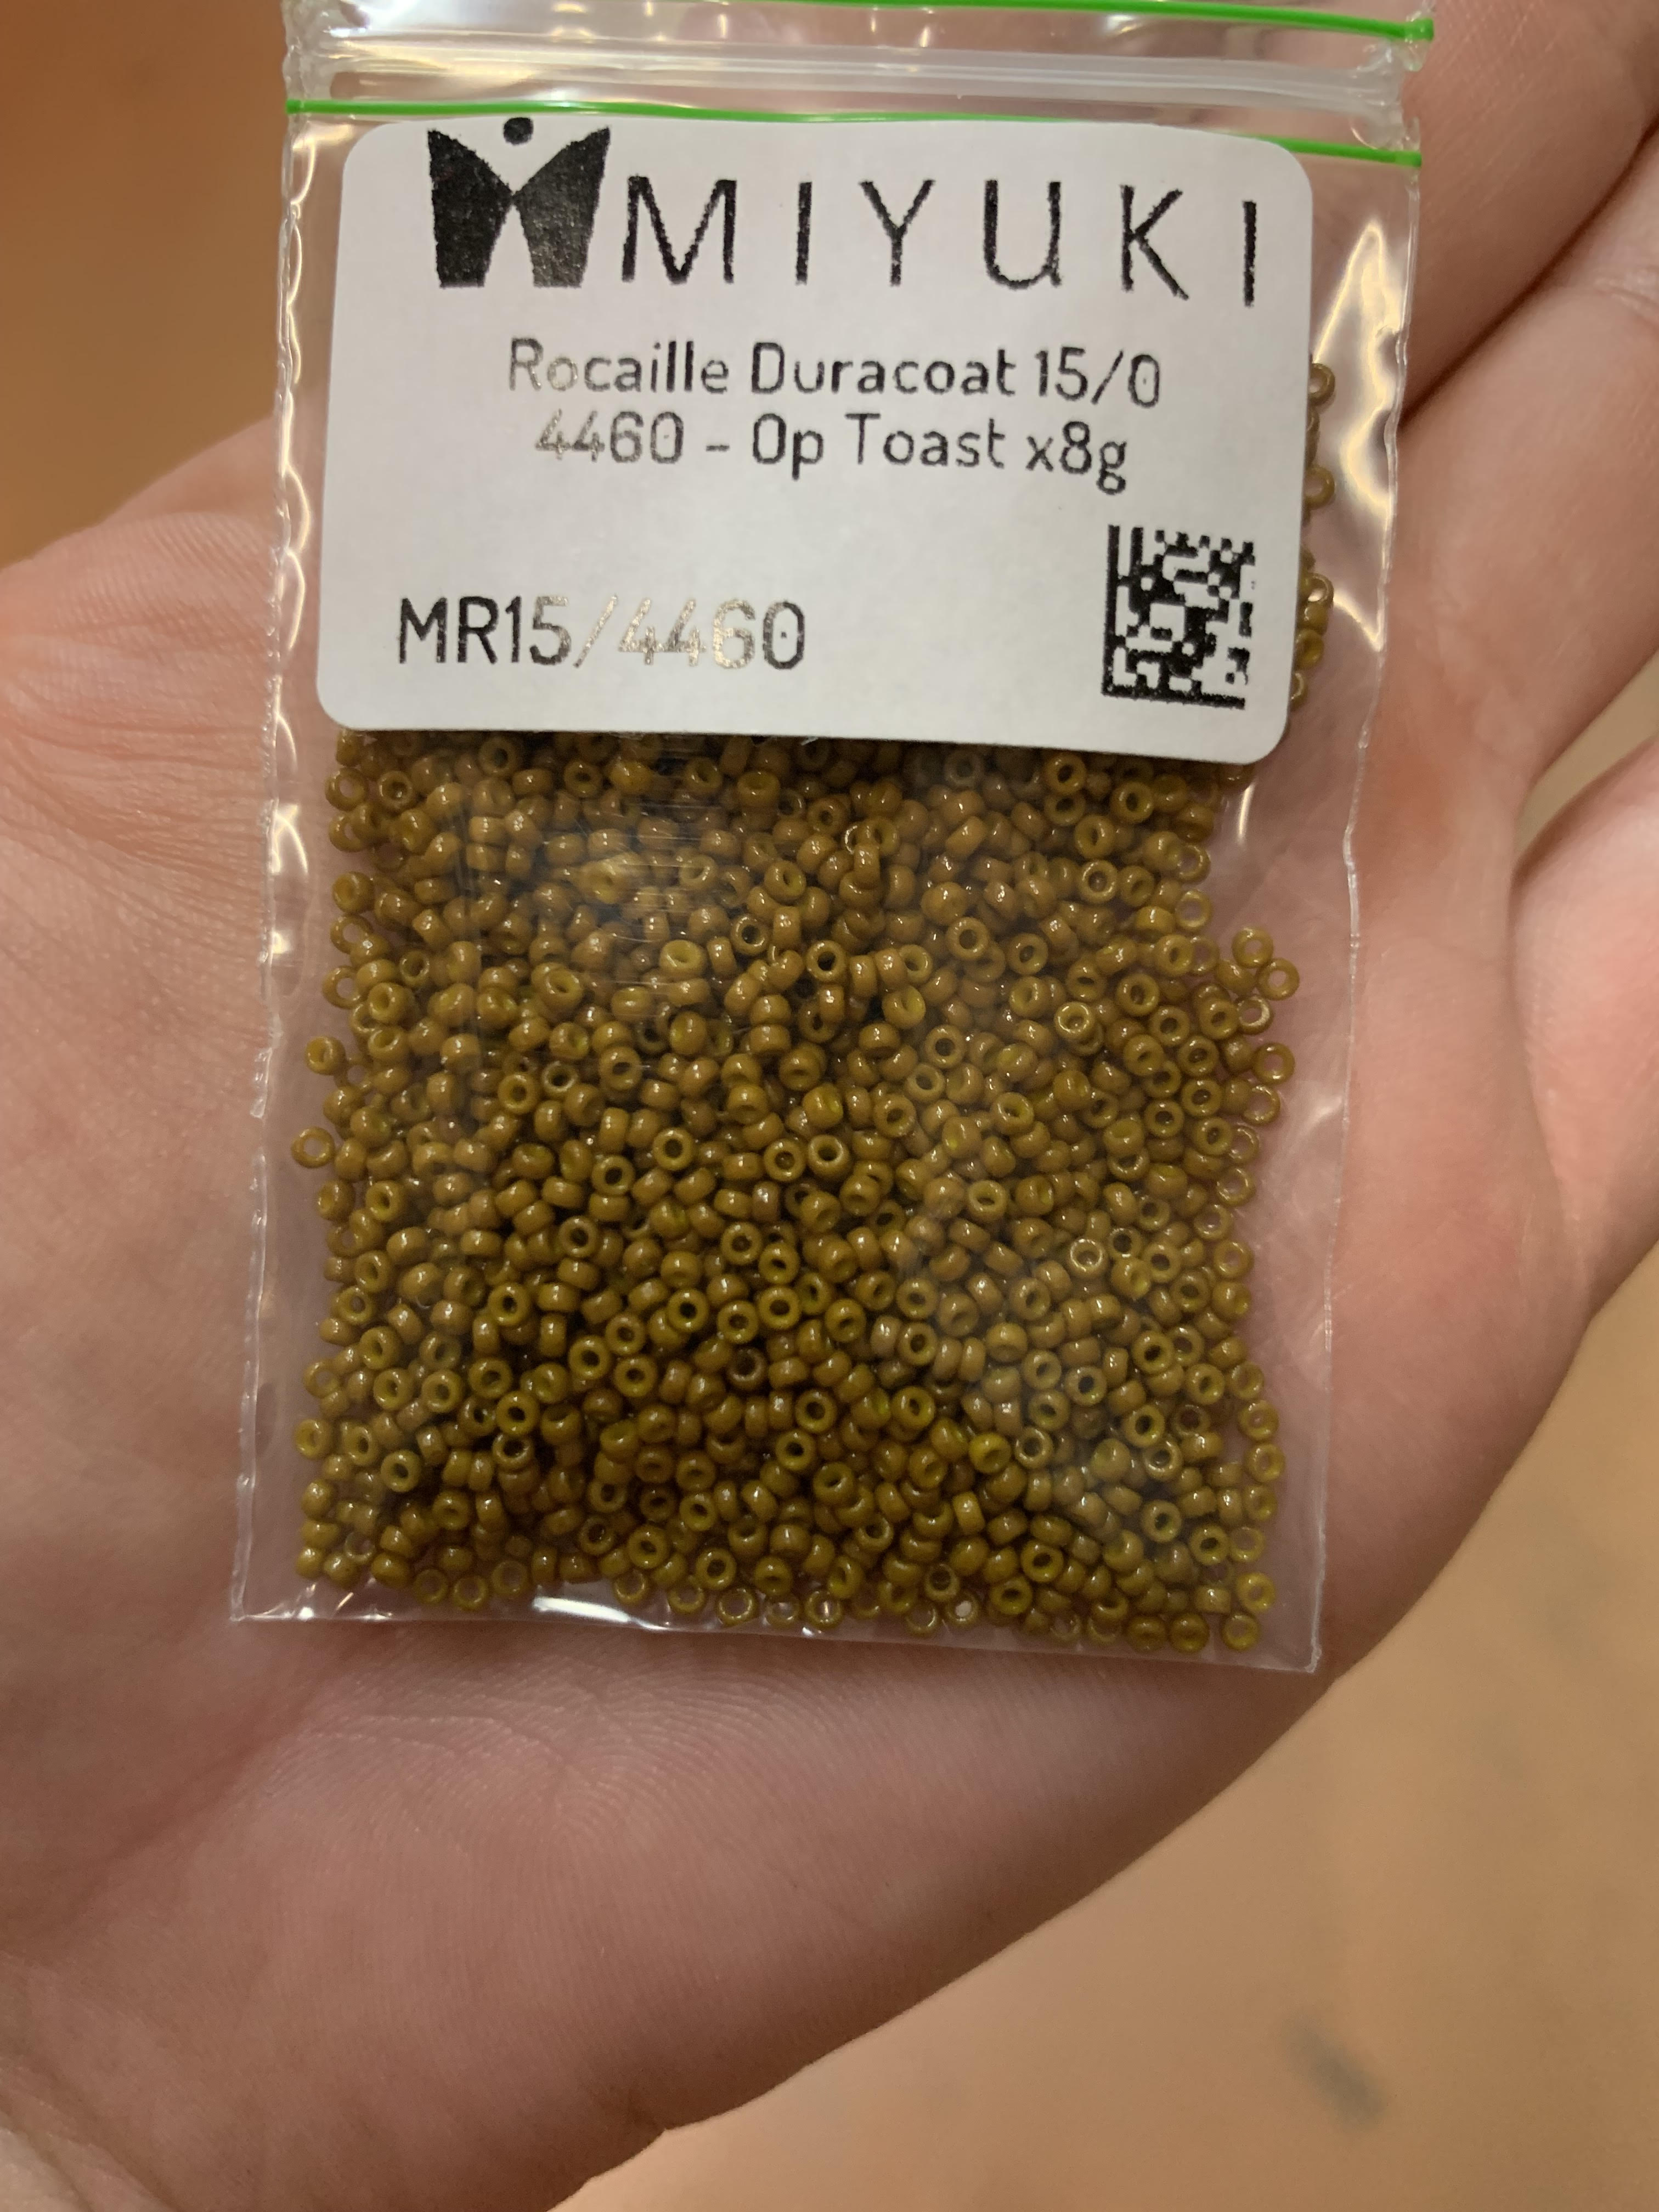 MIYUKI
Rocaille Duracoat 15/0
4460 - Op Toast x8g
MR15/4460